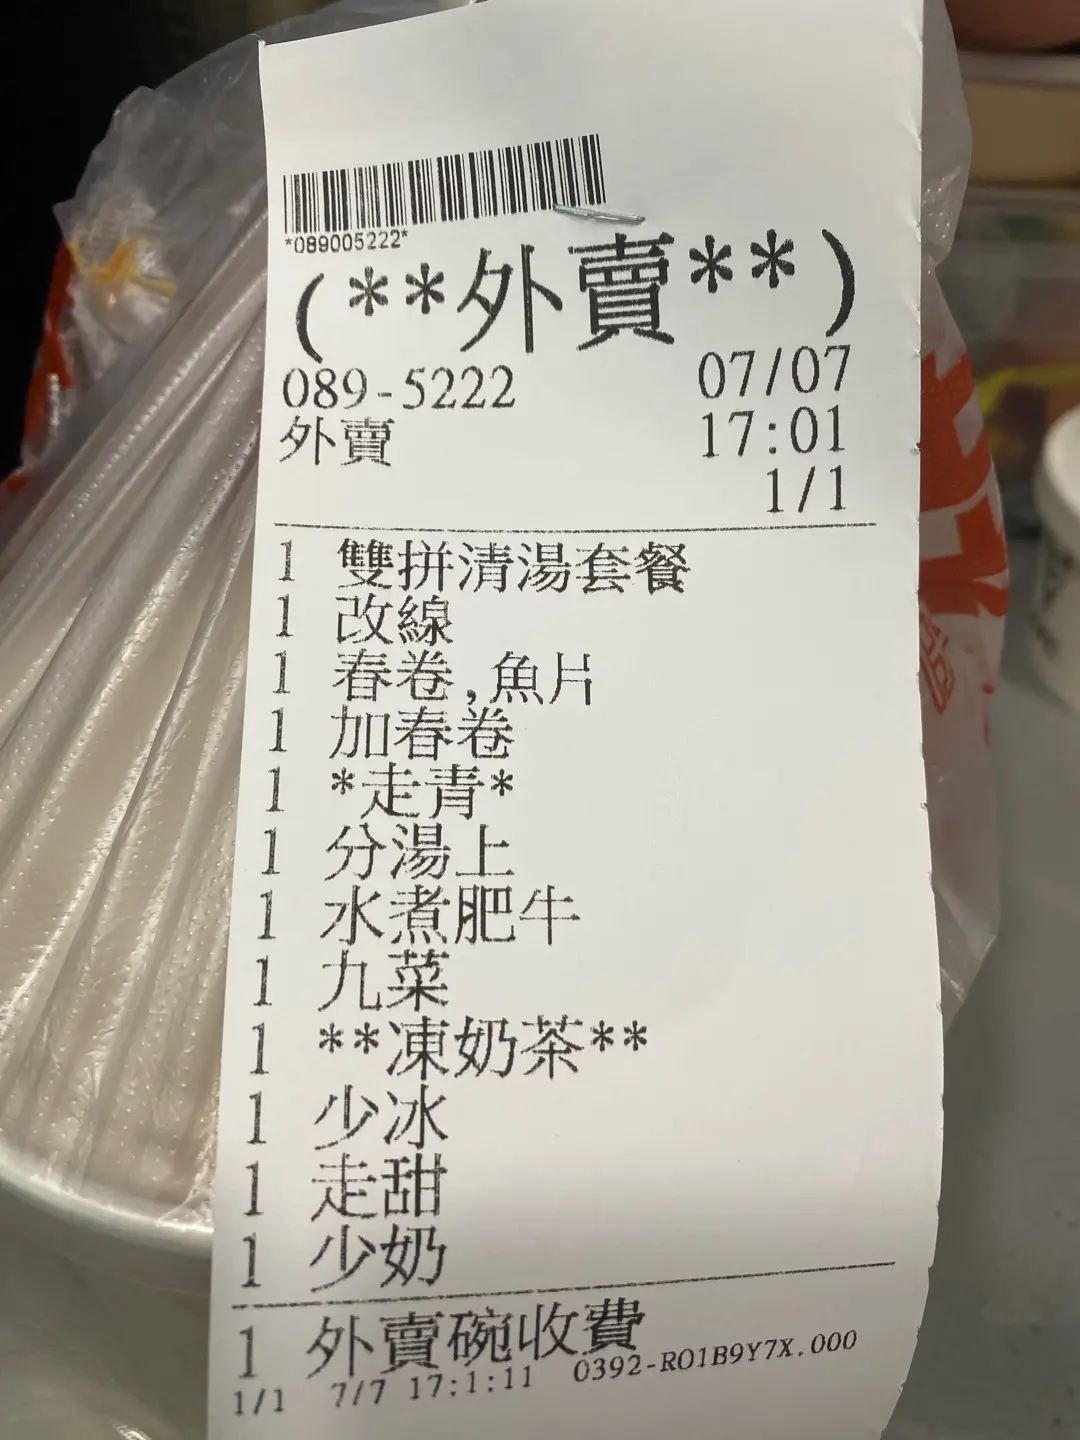 *089005222*
(**外賣**)
089-5222 07/07
外賣 17:01
1/1
1 雙拼清湯套餐
1 改線
1 春卷,魚片
1 加春卷
1 *走青*
1 分湯上
1 水煮肥牛
1 九菜
1 **凍奶茶**
1 少冰
1 走甜
1 少奶
1 外賣碗收費
1/1 7/7 17:1:11 0392-RO1B9Y7X.000